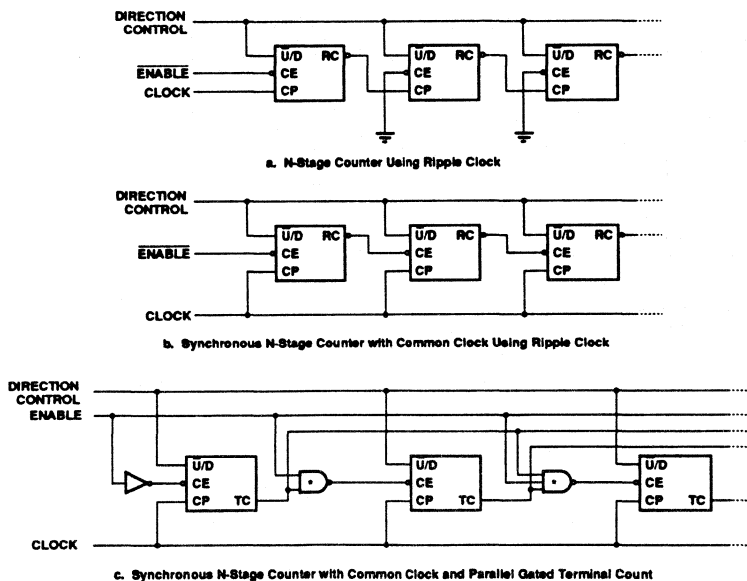 DIRECTION
CONTROL
Ū/D RC
Ū/D RC
Ū/D RC
ENABLE
CE
CE
CE
CLOCK
CP
CP
CP
a. N-Stage Counter Using Ripple Clock
DIRECTION
CONTROL
Ū/D RC
Ū/D RC
Ū/D RC
ENABLE
CE
CE
CE
CP
CP
CP
CLOCK
b. Synchronous N-Stage Counter with Common Clock Using Ripple Clock
DIRECTION
CONTROL
ENABLE
Ū/D
Ū/D
Ū/D
CE
CE
CE
CP TC
CP TC
CP TC
CLOCK
c. Synchronous N-Stage Counter with Common Clock and Parallel Gated Terminal Count